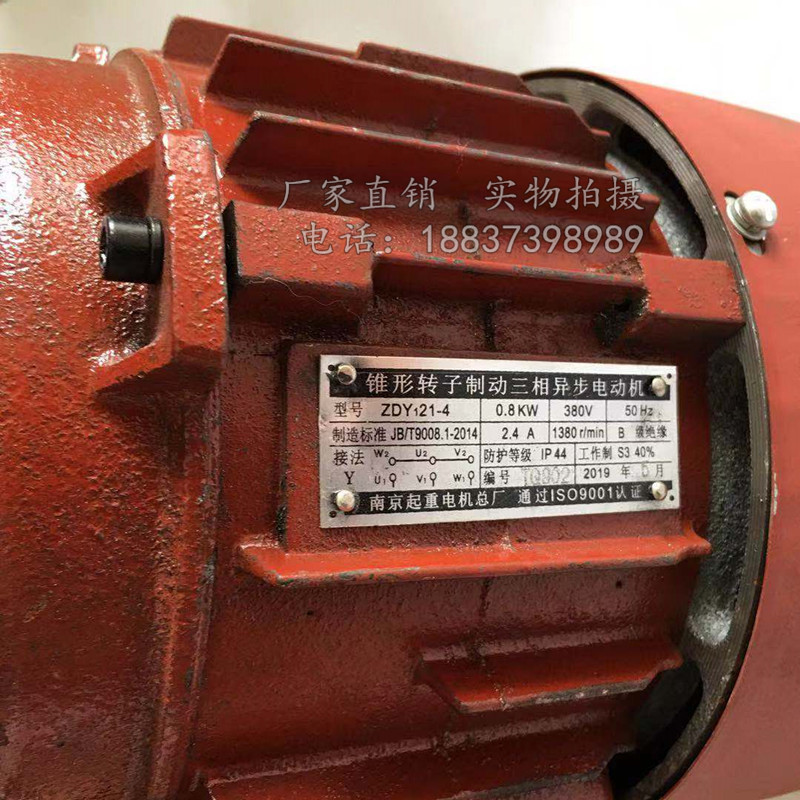 厂家直销 实物拍摄
电话：18837398989
锥形转子制动三相异步电动机
型号 ZDY₁21-4 0.8KW 380V 50Hz
制造标准 JB/T9008.1-2014 2.4 A 1380r/min B 级绝缘
接法 W₂ U₂ V₂ 防护等级 IP44 工作制 S3 40%
Y U₁ V₁ W₁ 编号 TQ902 2019 年 5 月
南京起重电机总厂 通过ISO9001认证